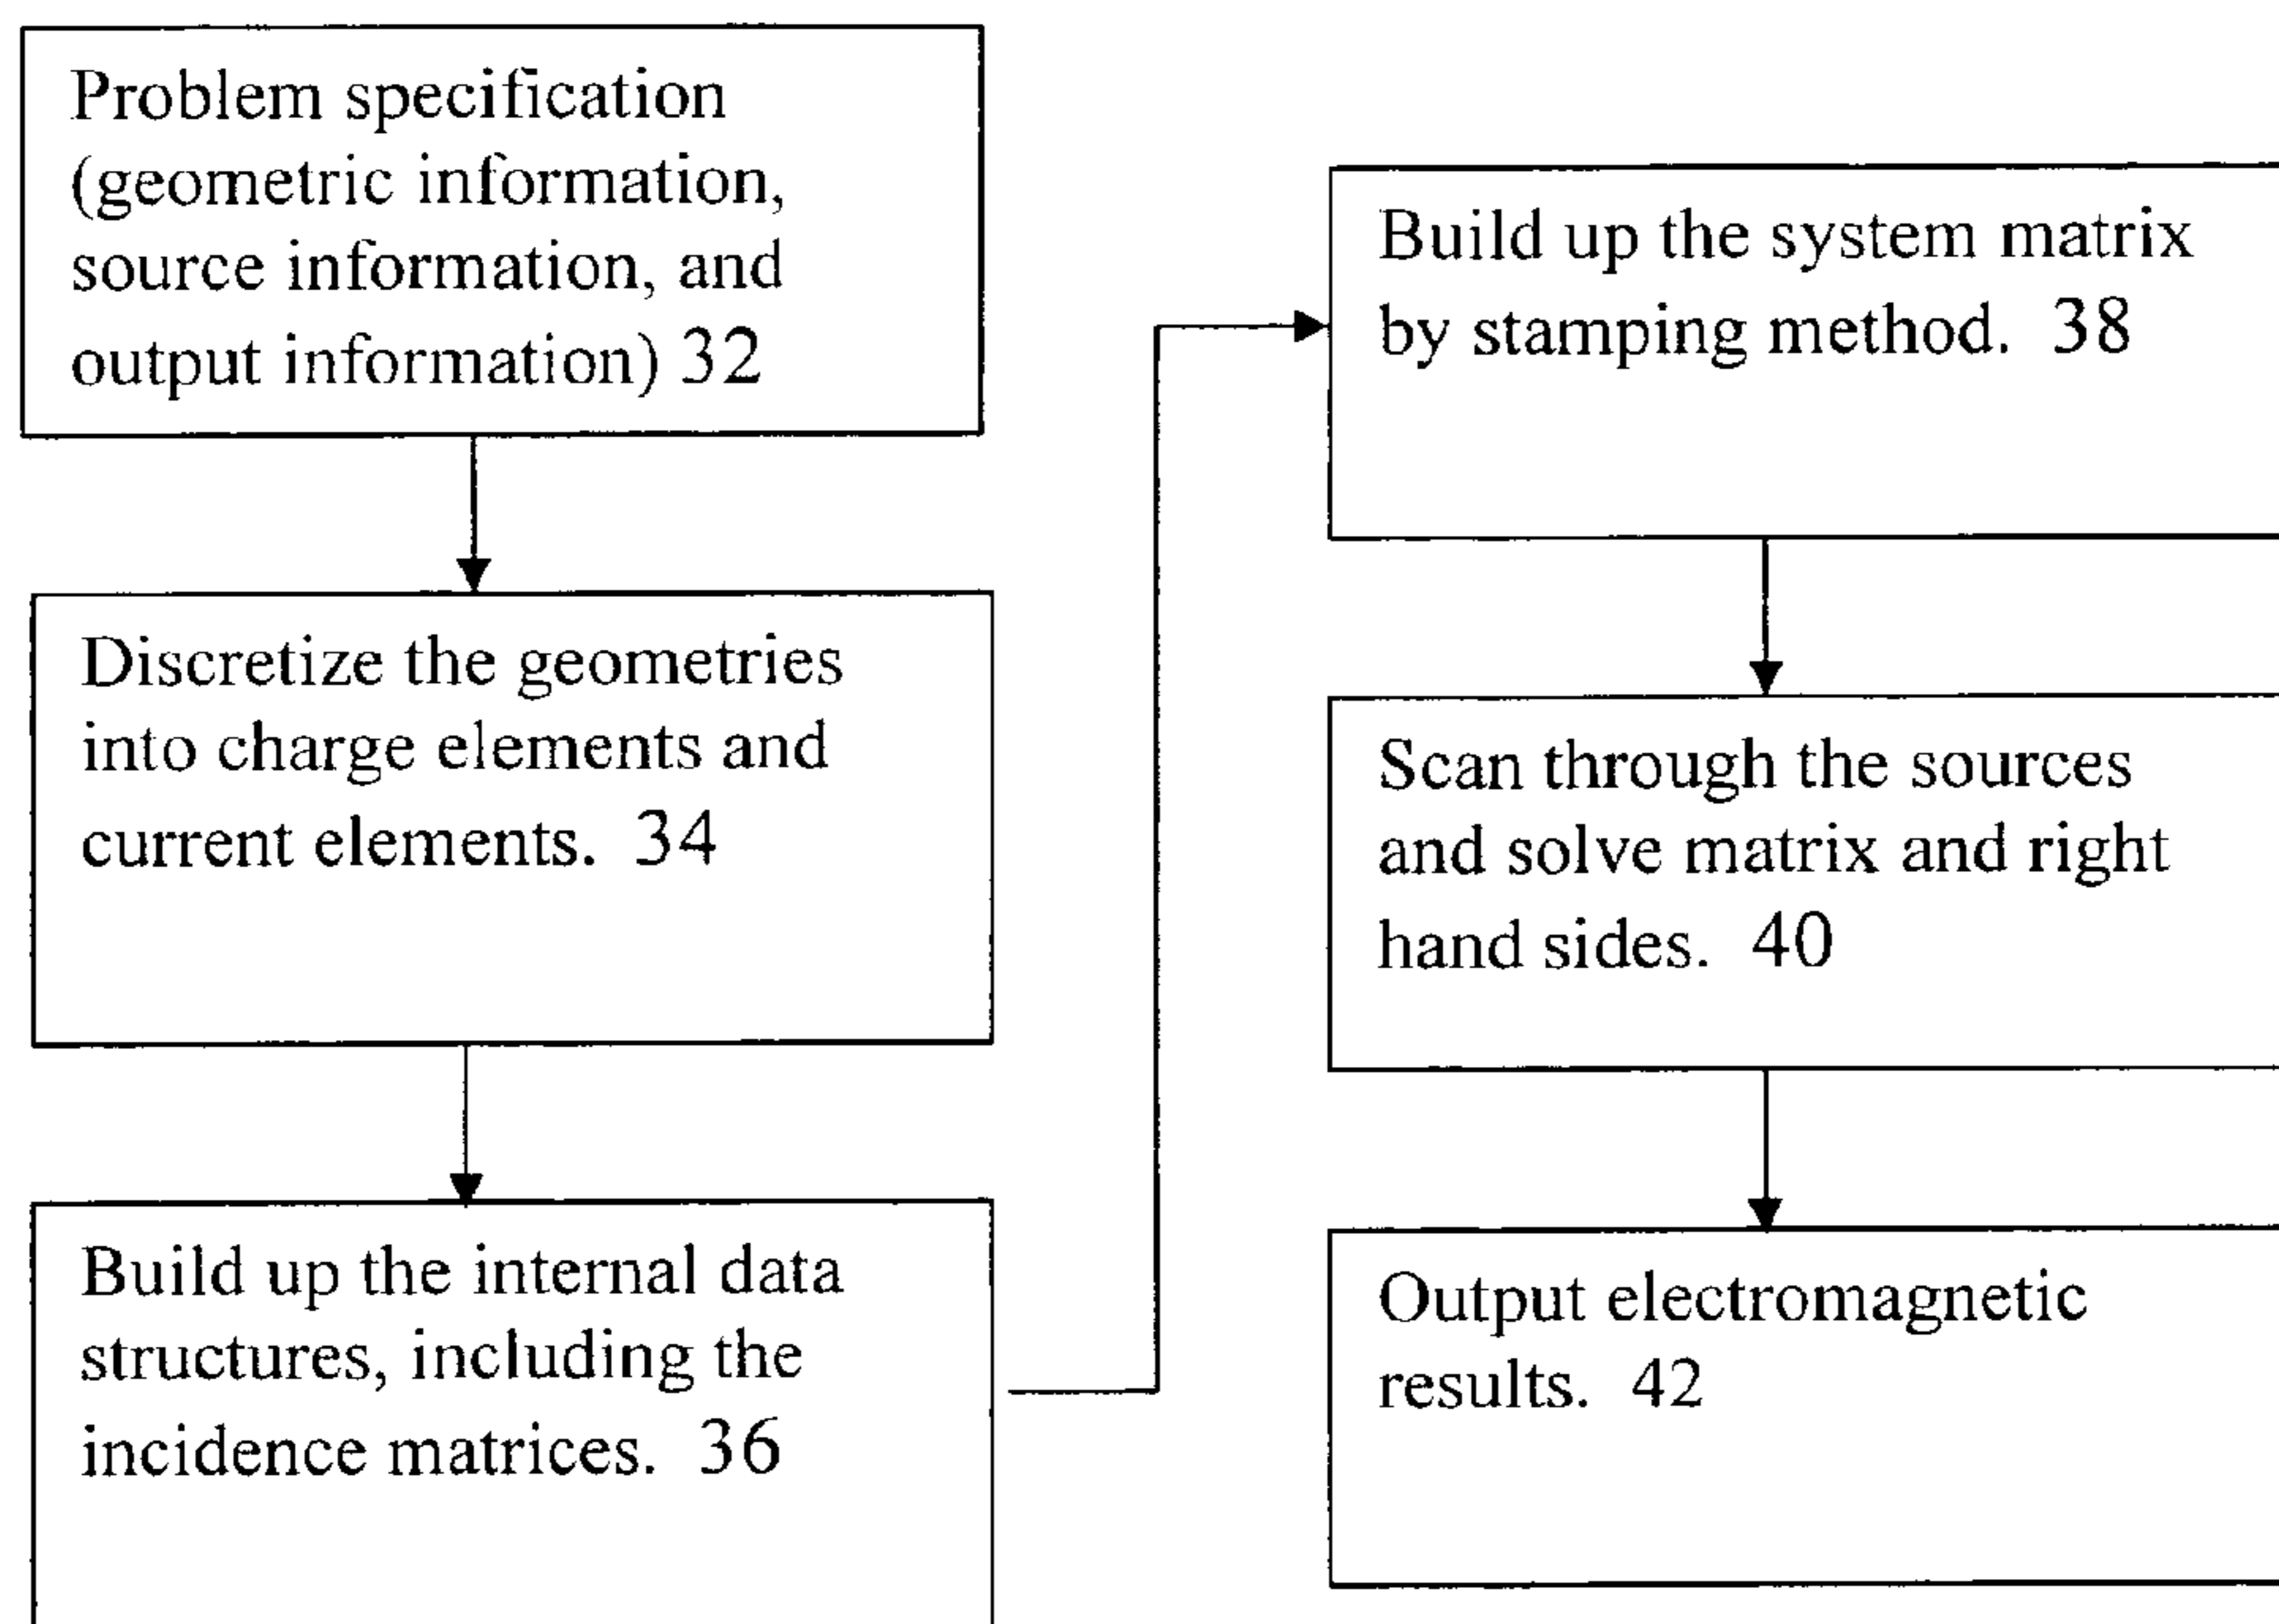 Problem specification
(geometric information,
source information, and
output information) 32
Discretize the geometries
into charge elements and
current elements. 34
Build up the internal data
structures, including the
incidence matrices. 36
Build up the system matrix
by stamping method. 38
Scan through the sources
and solve matrix and right
hand sides. 40
Output electromagnetic
results. 42